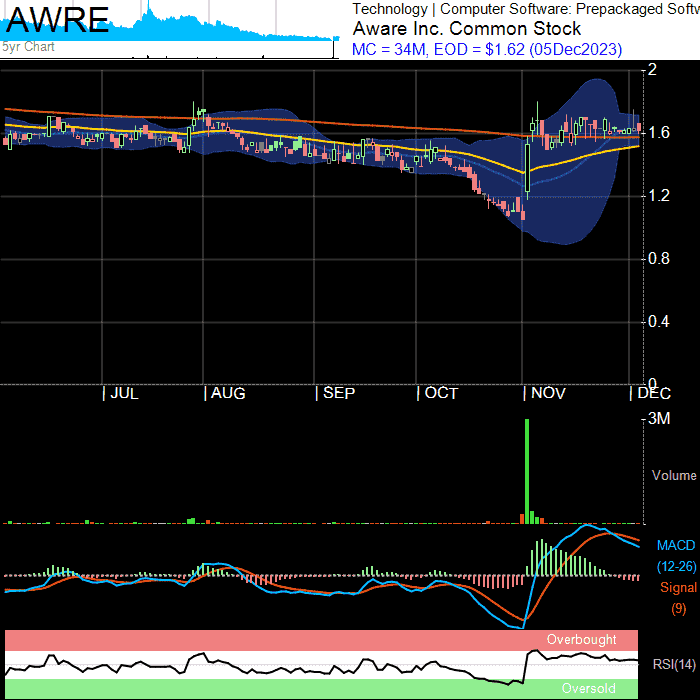 AWRE
5yr Chart
Technology | Computer Software: Prepackaged Softw
Aware Inc. Common Stock
MC = 34M, EOD = $1.62 (05Dec2023)
2
1.6
1.2
0.8
0.4
0
| JUL | AUG | SEP | OCT | NOV | DEC
3M
Volume
MACD
(12-26)
Signal
(9)
Overbought
RSI(14)
Oversold